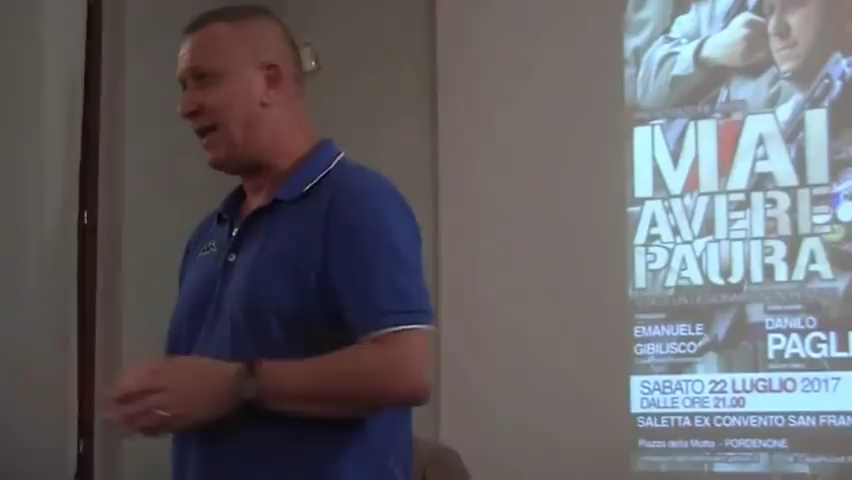 MAI
AVERE
PAURA
EMANUELE
GIBILISCO
DANILO
PAGLI
SABATO 22 LUGLIO 2017
DALLE ORE 21.00
SALETTA EX CONVENTO SAN FRAN
Piazza della Motta - PORDENONE